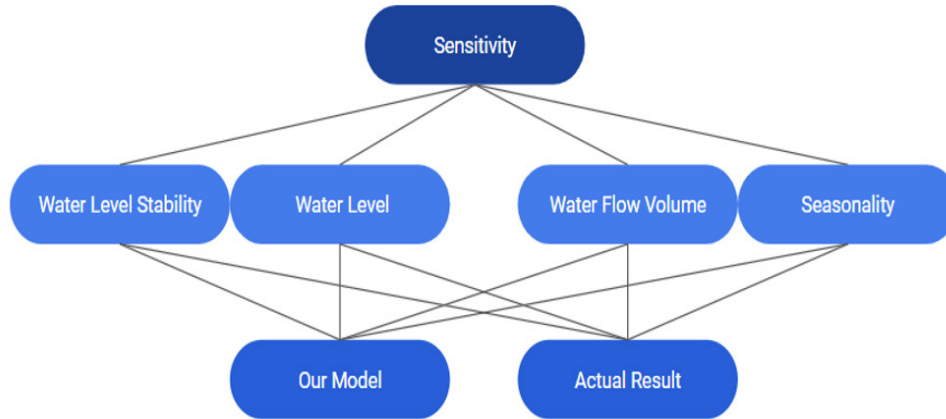 Sensitivity
Water Level Stability
Water Level
Water Flow Volume
Seasonality
Our Model
Actual Result